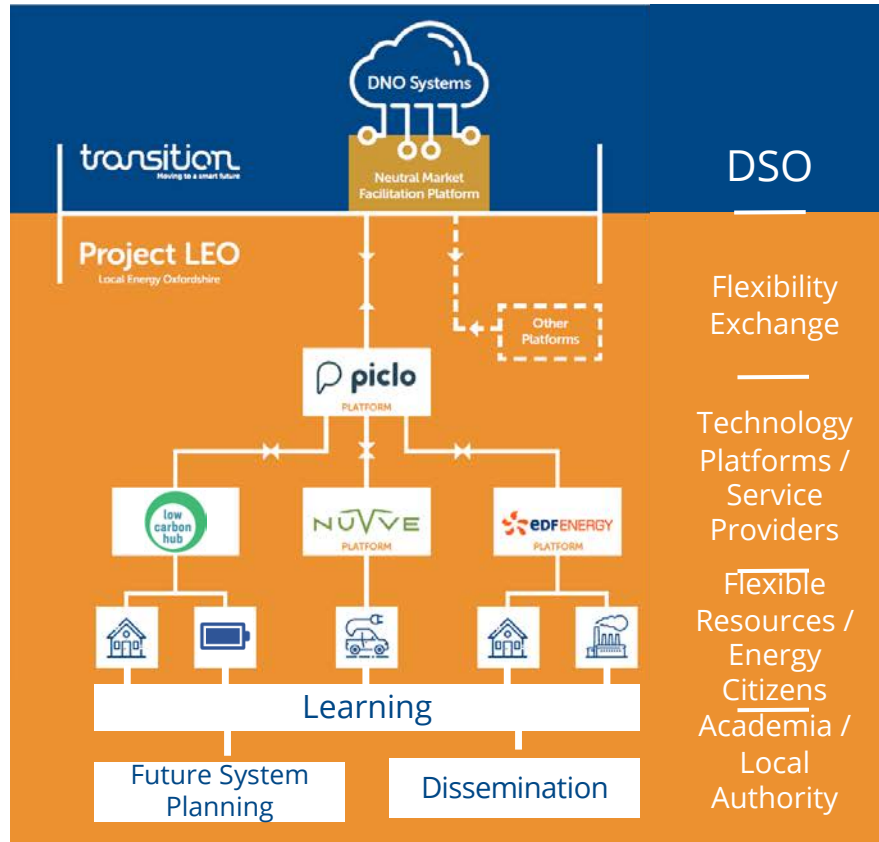 DNO Systems
transition
Moving to a smart future
Neutral Market
Facilitation Platform
DSO
Project LEO
Local Energy Oxfordshire
Other
Platforms
Flexibility
Exchange
piclo
PLATFORM
Technology
Platforms /
Service
Providers
low
carbon
hub
NUVVE
PLATFORM
EDF ENERGY
PLATFORM
Flexible
Resources /
Energy
Citizens
Learning
Future System
Planning
Dissemination
Academia /
Local
Authority